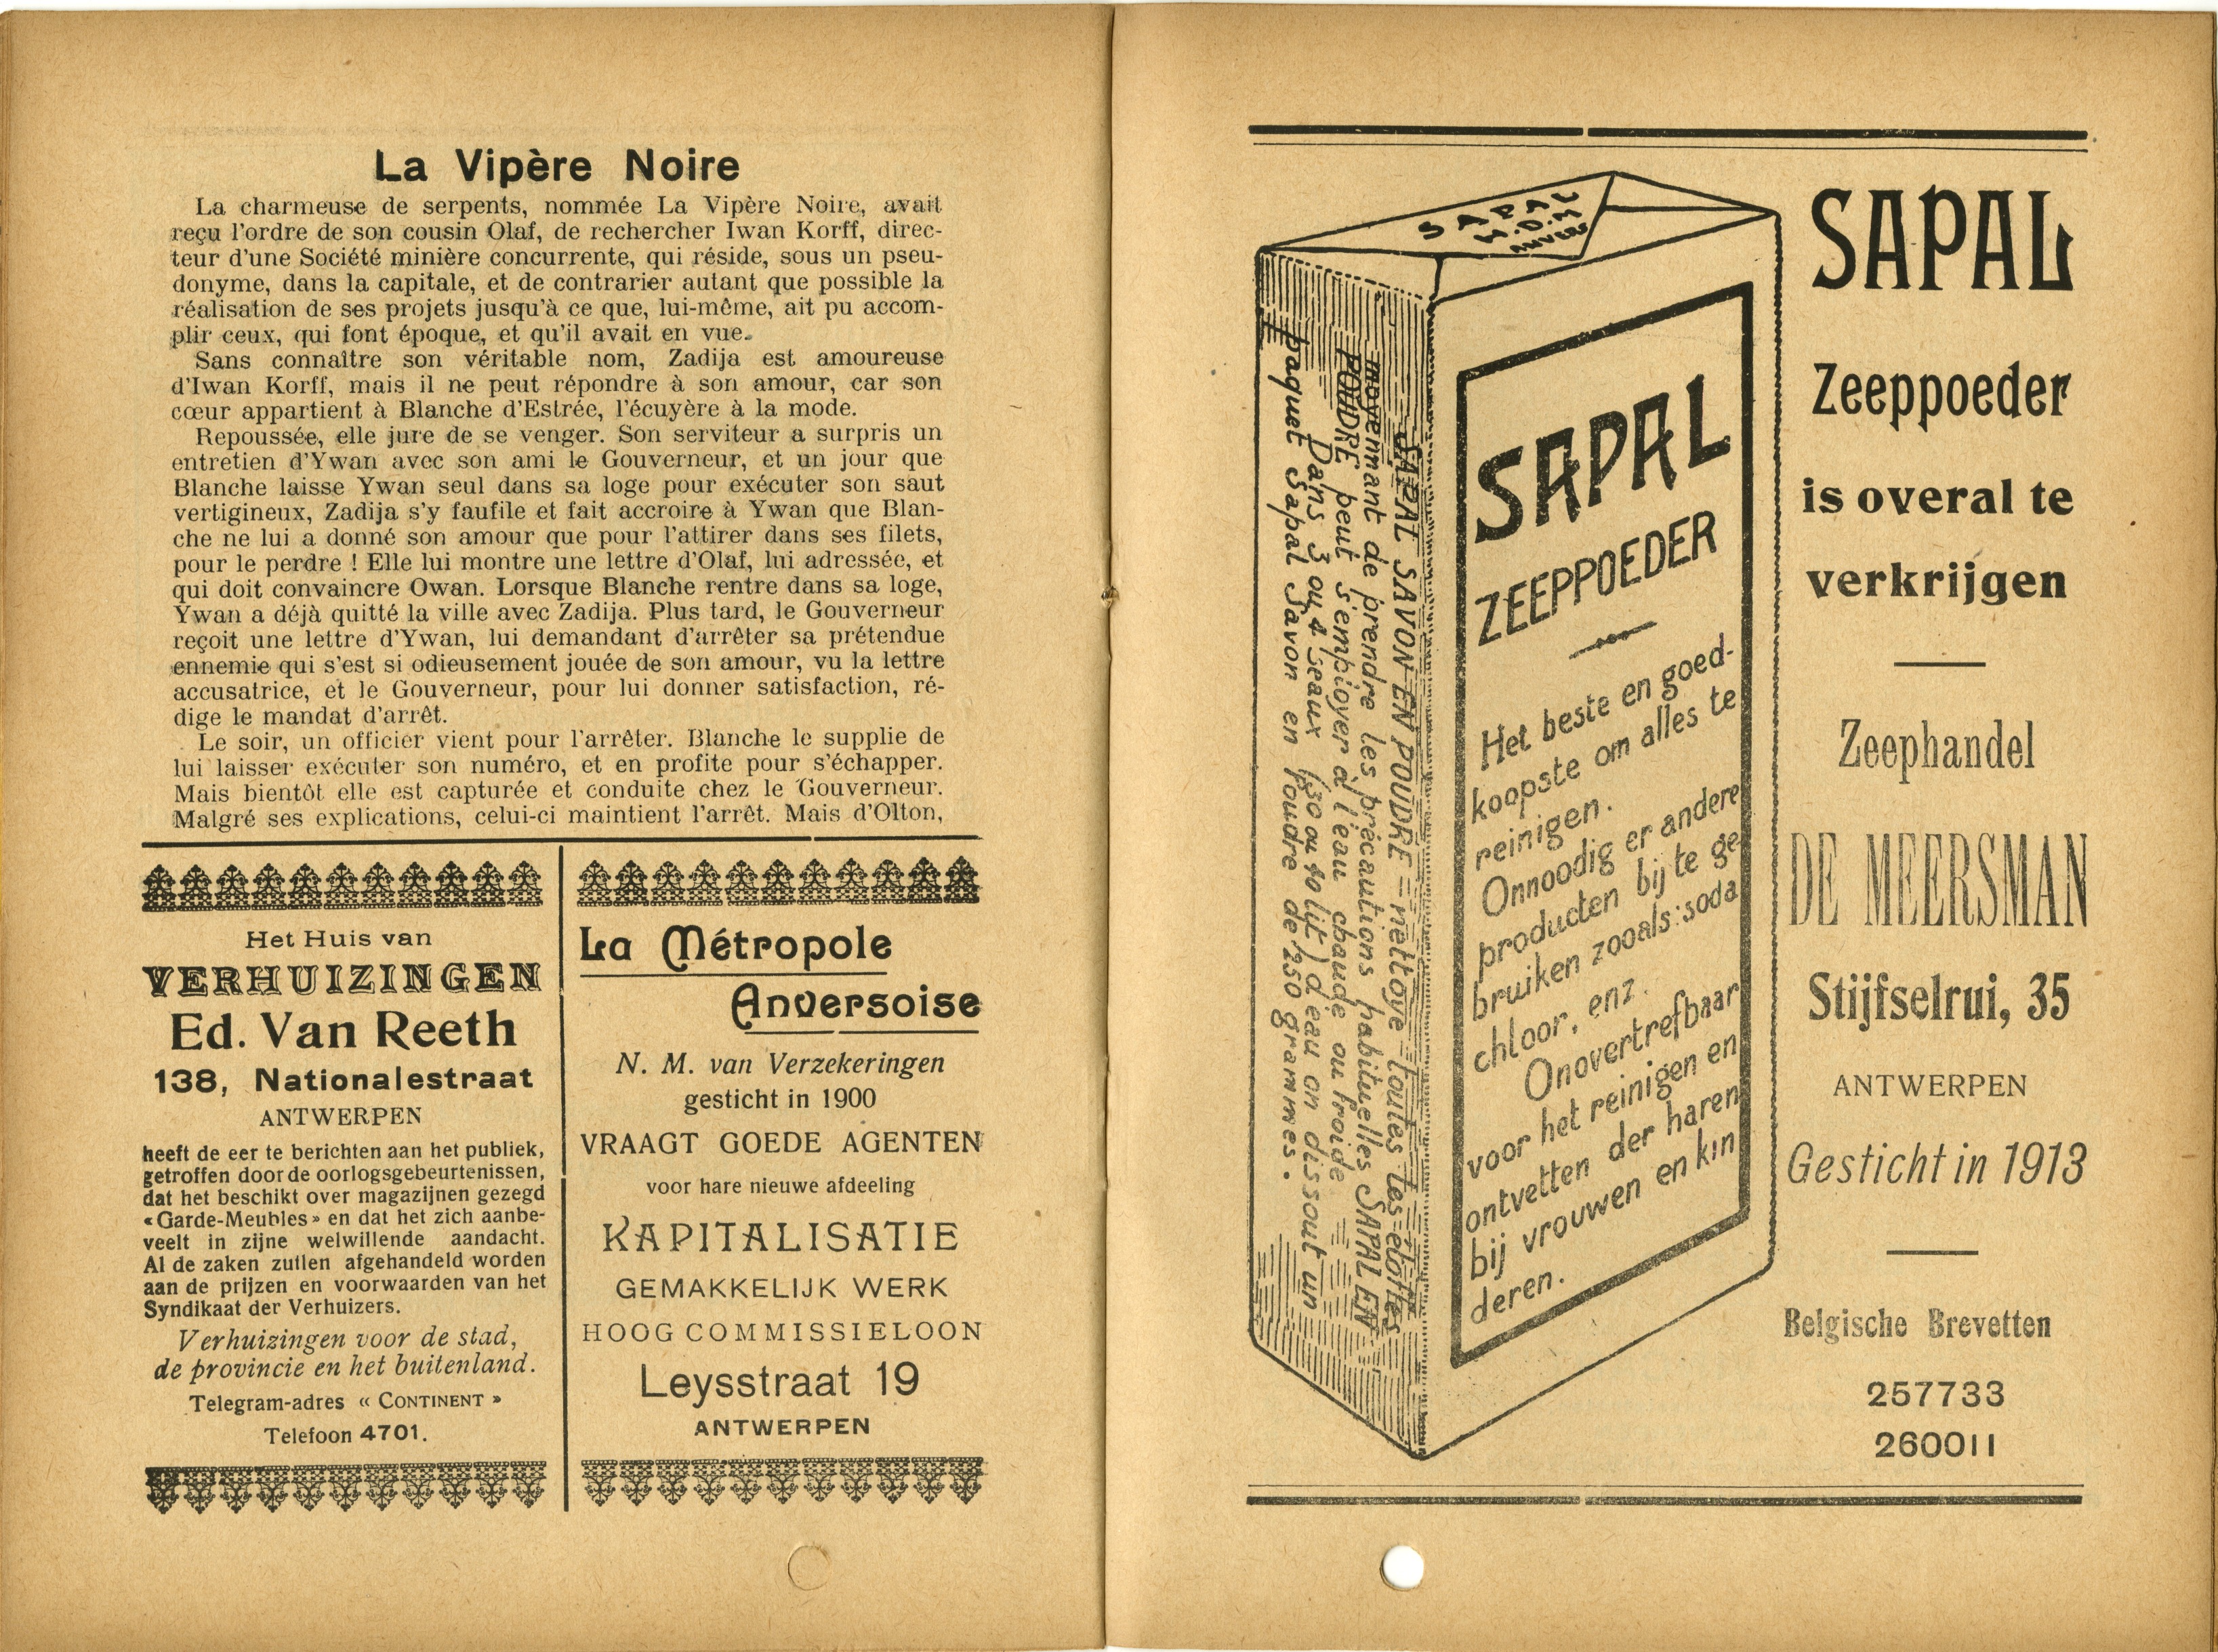 La Vipère Noire
La charmeuse de serpents, nommée La Vipère Noire, avait
reçu l'ordre de son cousin Olaf, de rechercher Iwan Korff, direc-
teur d'une Société minière concurrente, qui réside, sous un pseu-
donyme, dans la capitale, et de contrarier autant que possible la
réalisation de ses projets jusqu'à ce que, lui-même, ait pu accom-
plir ceux, qui font époque, et qu'il avait en vue.
Sans connaître son véritable nom, Zadija est amoureuse
d'Iwan Korff, mais il ne peut répondre à son amour, car son
cœur appartient à Blanche d'Estrée, l'écuyère à la mode.
Repoussée, elle jure de se venger. Son serviteur a surpris un
entretien d'Ywan avec son ami le Gouverneur, et un jour que
Blanche laisse Ywan seul dans sa loge pour exécuter son saut
vertigineux, Zadija s'y faufile et fait accroire à Ywan que Blan-
che ne lui a donné son amour que pour l'attirer dans ses filets,
pour le perdre ! Elle lui montre une lettre d'Olaf, lui adressée, et
qui doit convaincre Owan. Lorsque Blanche rentre dans sa loge,
Ywan a déjà quitté la ville avec Zadija. Plus tard, le Gouverneur
reçoit une lettre d'Ywan, lui demandant d'arrêter sa prétendue
ennemie qui s'est si odieusement jouée de son amour, vu la lettre
accusatrice, et le Gouverneur, pour lui donner satisfaction, ré-
dige le mandat d'arrêt.
Le soir, un officier vient pour l'arrêter. Blanche le supplie de
lui laisser exécuter son numéro, et en profite pour s'échapper.
Mais bientôt elle est capturée et conduite chez le Gouverneur.
Malgré ses explications, celui-ci maintient l'arrêt. Mais d'Olton,
Het Huis van
VERHUIZINGEN
Ed. Van Reeth
138, Nationalestraat
ANTWERPEN
heeft de eer te berichten aan het publiek,
getroffen door de oorlogsgebeurtenissen,
dat het beschikt over magazijnen gezegd
«Garde-Meubles» en dat het zich aanbe-
veelt in zijne welwillende aandacht.
Al de zaken zullen afgehandeld worden
aan de prijzen en voorwaarden van het
Syndikaat der Verhuizers.
Verhuizingen voor de stad,
de provincie en het buitenland.
Telegram-adres « CONTINENT »
Telefoon 4701.
La Métropole
Anversoise
N. M. van Verzekeringen
gesticht in 1900
VRAAGT GOEDE AGENTEN
voor hare nieuwe afdeeling
KAPITALISATIE
GEMAKKELIJK WERK
HOOG COMMISSIELOON
Leysstraat 19
ANTWERPEN
SAPAL
H.D.M
ANVERS
SAPAL SAVON EN POUDRE = nettoye toutes les étoffes
moyennant de prendre les précautions habituelles SAPAL EN
POUDRE peut s'employer à l'eau chaude ou froide
Dans 3 ou 4 seaux (30 ou 40 lit) d'eau on dissout un
paquet Sapal Savon en Poudre de 250 grammes.
SAPAL
ZEEPPOEDER
Het beste en goed-
koopste om alles te
reinigen.
Onnoodig er andere
producten bij te ge
bruiken zooals: soda
chloor, enz.
Onovertrefbaar
voor het reinigen en
ontvetten der haren
bij vrouwen en kin
deren.
SAPAL
Zeeppoeder
is overal te
verkrijgen
Zeephandel
DE MEERSMAN
Stijfselrui, 35
ANTWERPEN
Gesticht in 1913
Belgische Brevetten
257733
260011